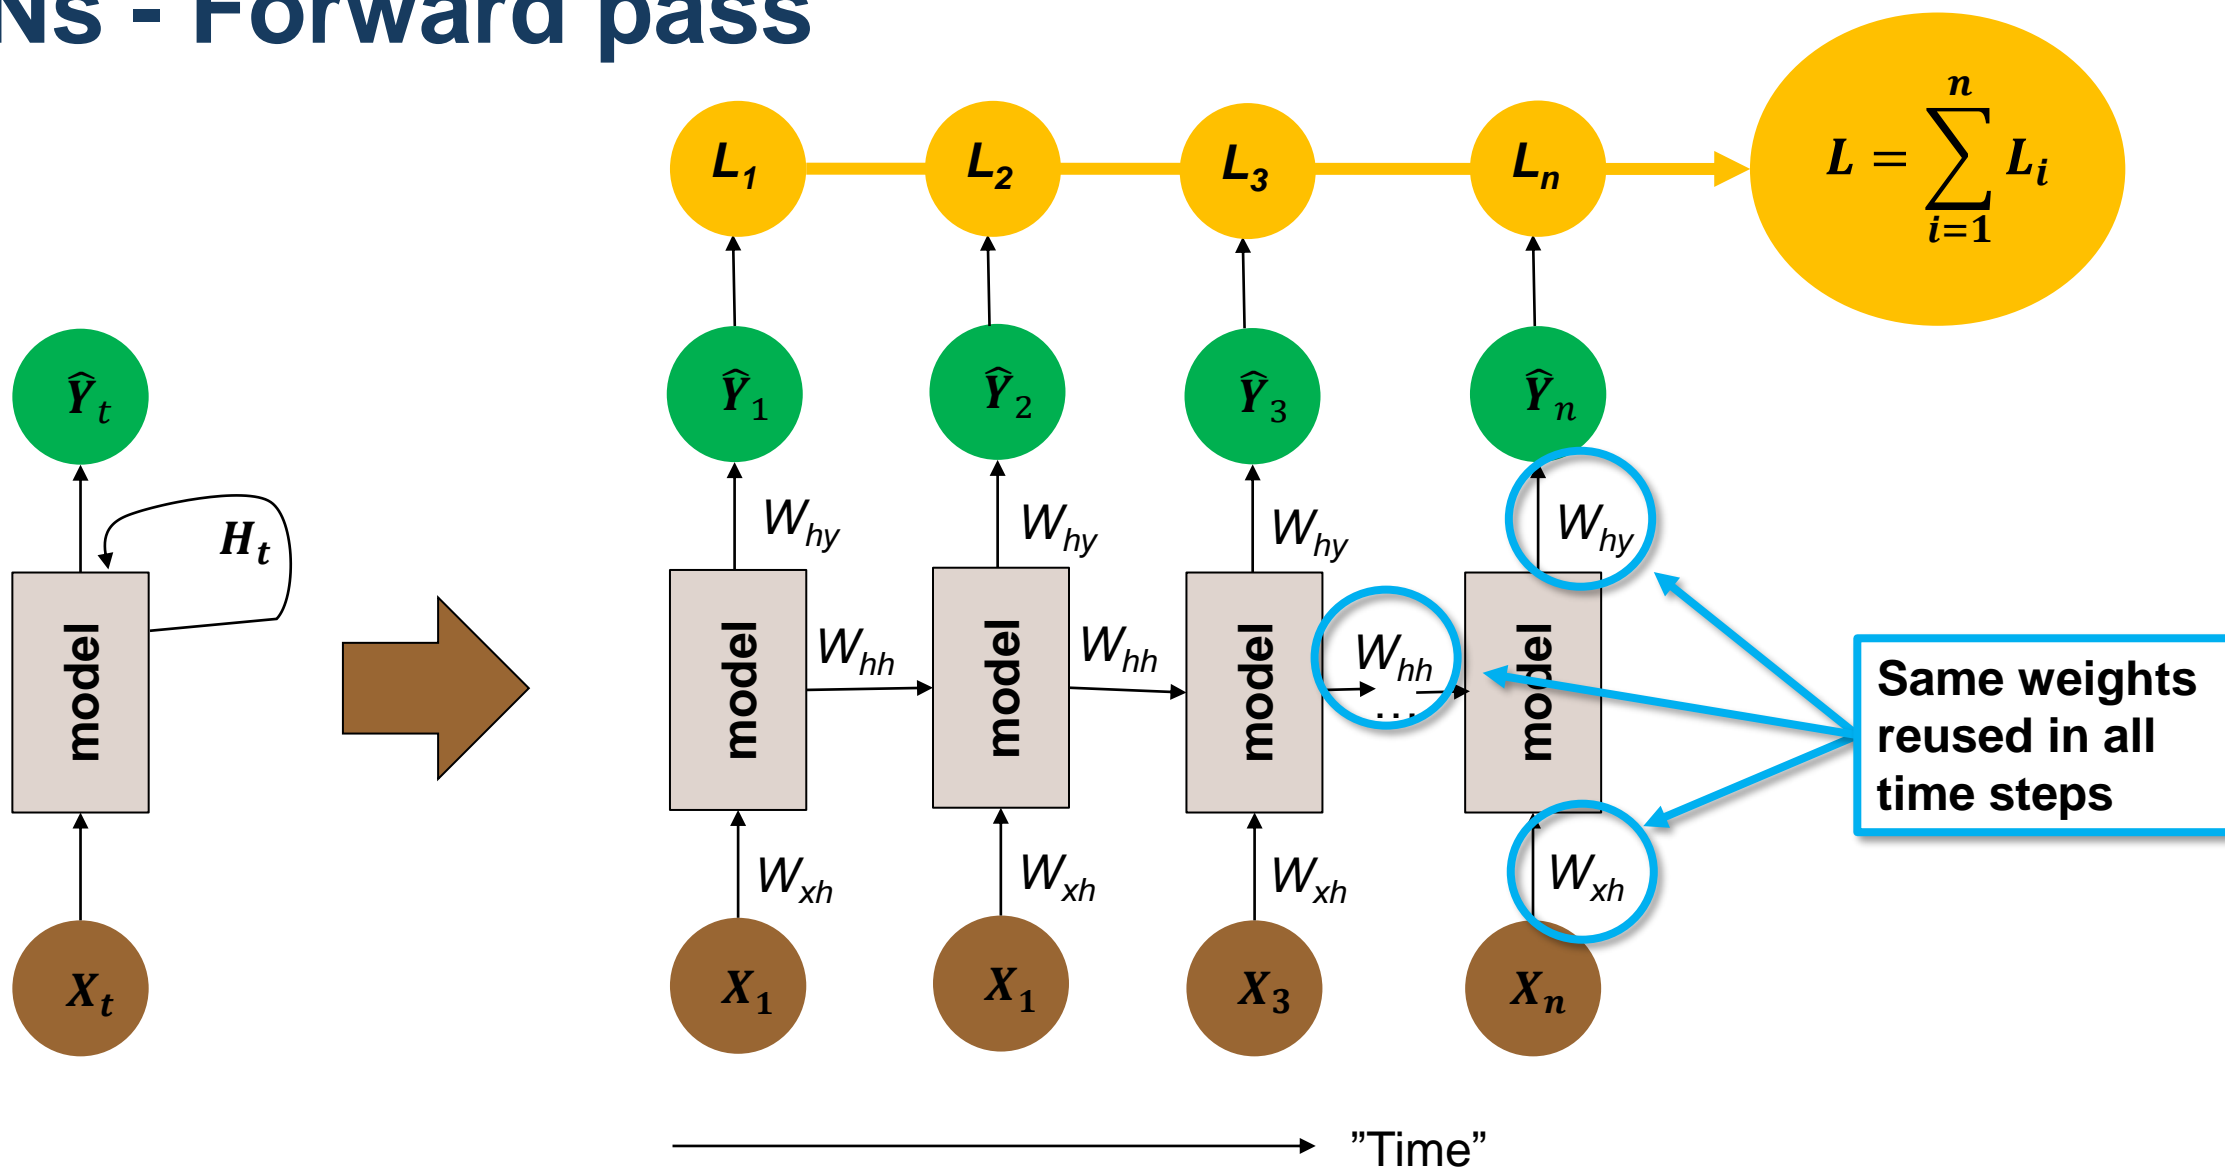 Ns - Forward pass
L1 L2 L3 Ln
L = ∑ i=1 n Li
Ŷt Ŷ1 Ŷ2 Ŷ3 Ŷn
Ht
Why Why Why Why
model model model model model
Whh Whh Whh
...
Same weights
reused in all
time steps
Wxh Wxh Wxh Wxh
Xt X1 X1 X3 Xn
”Time”